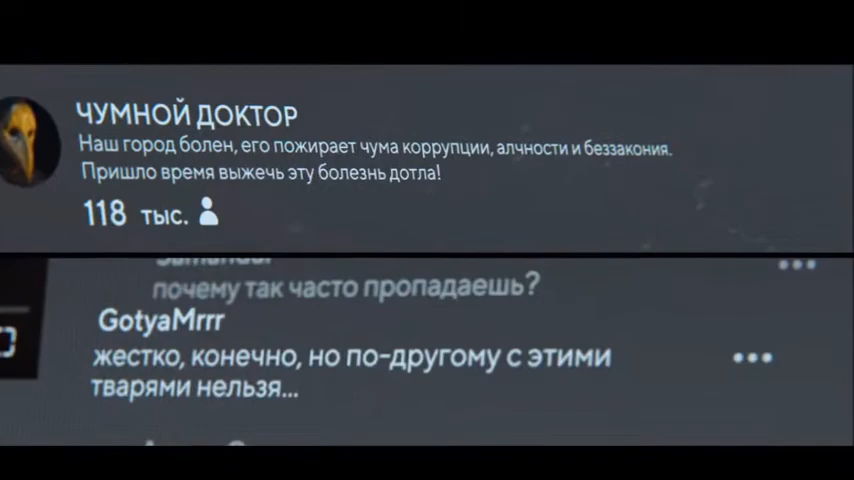 ЧУМНОЙ ДОКТОР
Наш город болен, его пожирает чума коррупции, алчности и беззакония.
Пришло время выжечь эту болезнь дотла!
118 тыс.
почему так часто пропадаешь?
GotyaMrrr
жестко, конечно, но по-другому с этими
тварями нельзя...